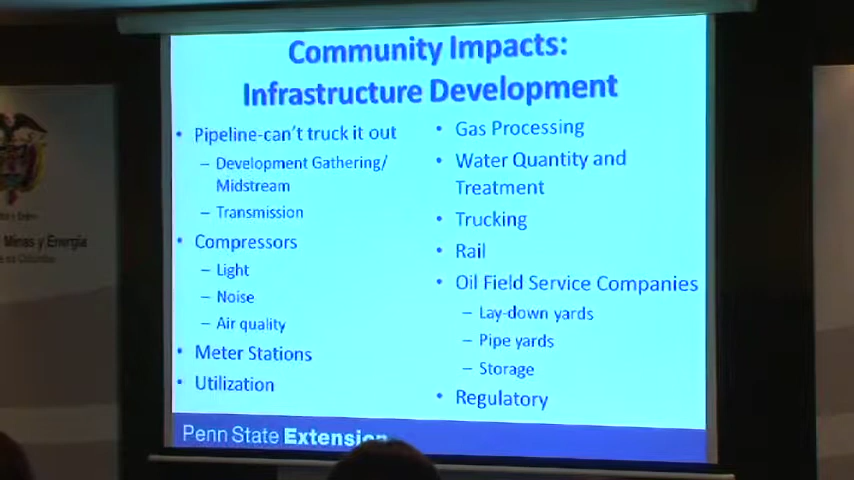 Community Impacts:
Infrastructure Development
• Pipeline-can't truck it out
– Development Gathering/
Midstream
– Transmission
• Compressors
– Light
– Noise
– Air quality
• Meter Stations
• Utilization
• Gas Processing
• Water Quantity and
Treatment
• Trucking
• Rail
• Oil Field Service Companies
– Lay-down yards
– Pipe yards
– Storage
• Regulatory
Penn State Extension
Minas y Energía